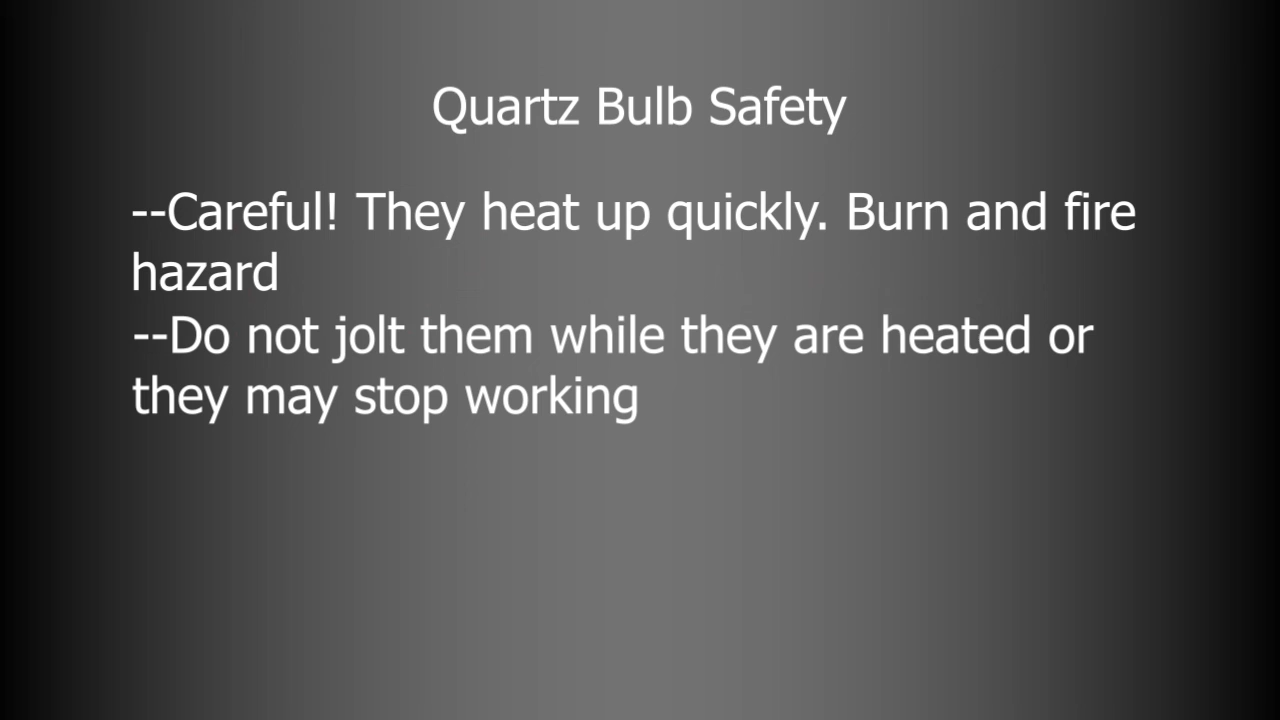 Quartz Bulb Safety
--Careful! They heat up quickly. Burn and fire
hazard
--Do not jolt them while they are heated or
they may stop working